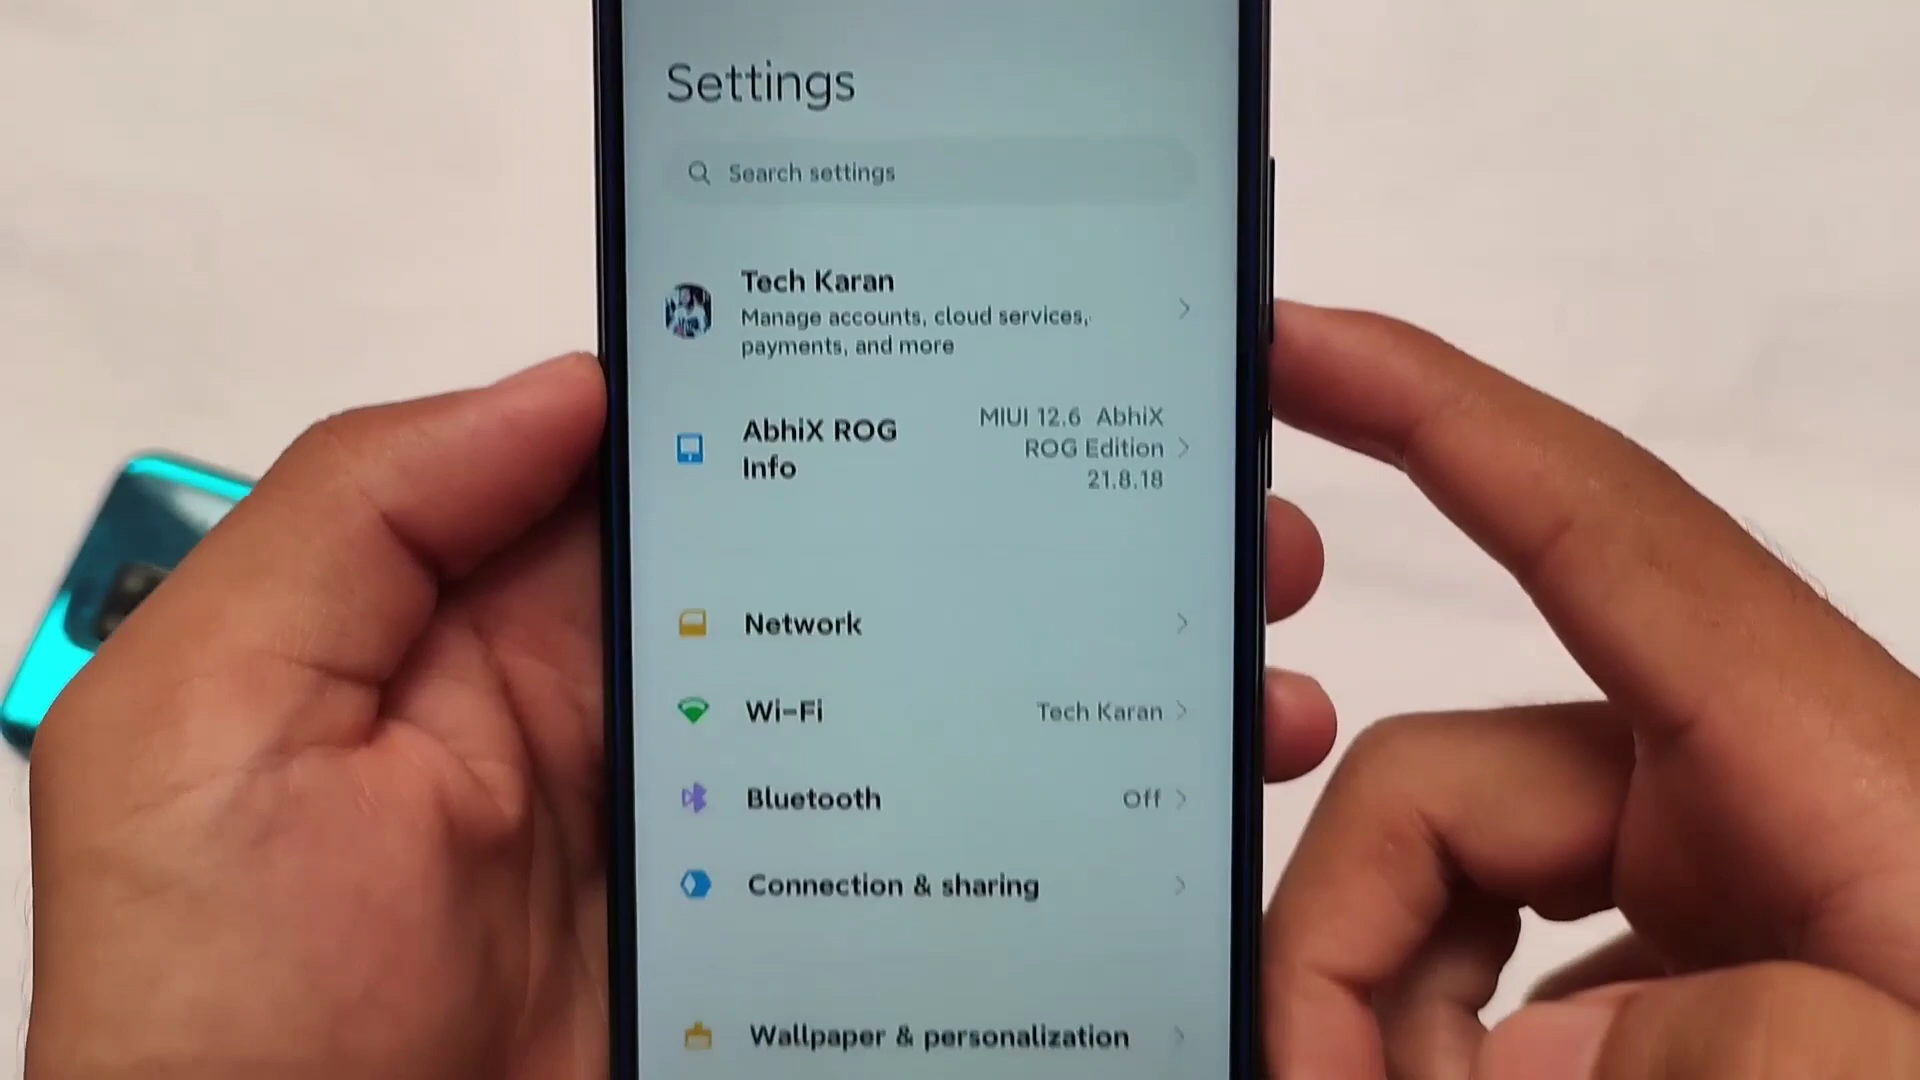 Settings
Search settings
Tech Karan
Manage accounts, cloud services,
payments, and more
AbhiX ROG
Info
MIUI 12.6 AbhiX
ROG Edition
21.8.18
Network
Wi-Fi
Tech Karan
Bluetooth
Off
Connection & sharing
Wallpaper & personalization